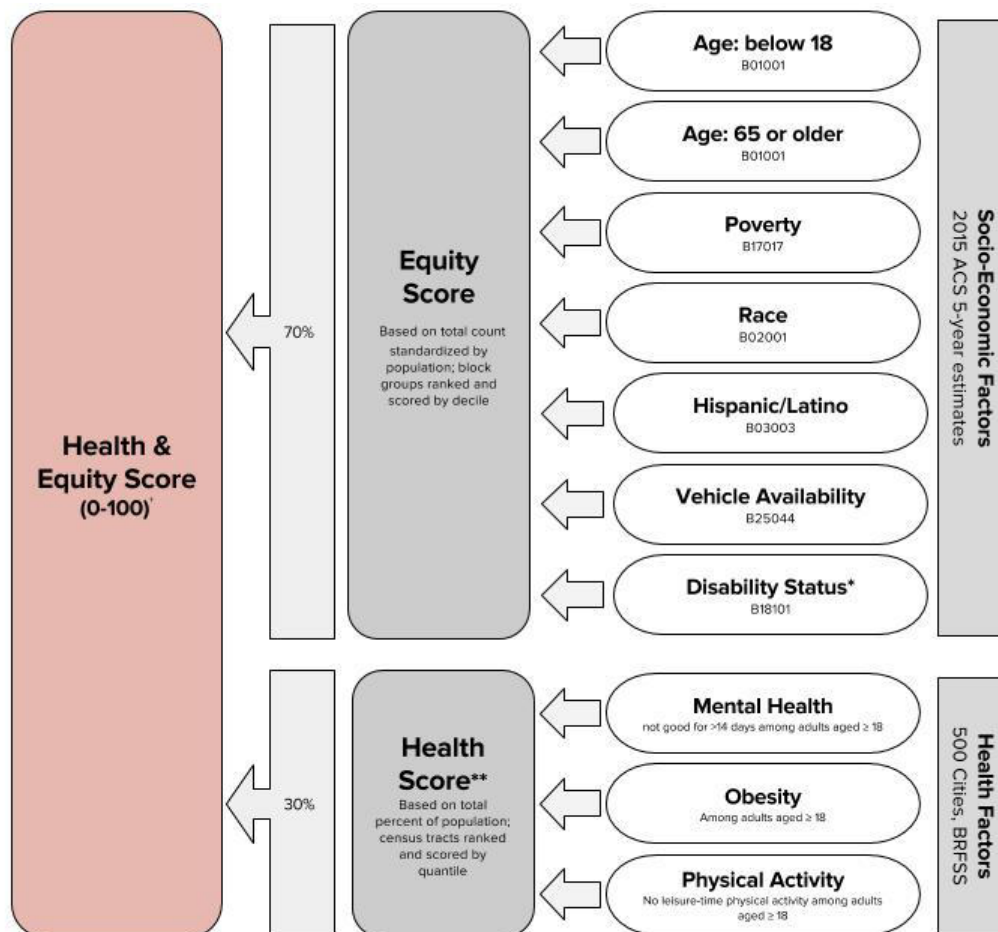 Health &
Equity Score
(0-100)†
70%
30%
Equity
Score
Based on total count
standardized by
population; block
groups ranked and
scored by decile
Health
Score**
Based on total
percent of population;
census tracts ranked
and scored by
quantile
Age: below 18
B01001
Age: 65 or older
B01001
Poverty
B17017
Race
B02001
Hispanic/Latino
B03003
Vehicle Availability
B25044
Disability Status*
B18101
Mental Health
not good for >14 days among adults aged ≥ 18
Obesity
Among adults aged ≥ 18
Physical Activity
No leisure-time physical activity among adults
aged ≥ 18
Socio-Economic Factors
2015 ACS 5-year estimates
Health Factors
500 Cities, BRFSS